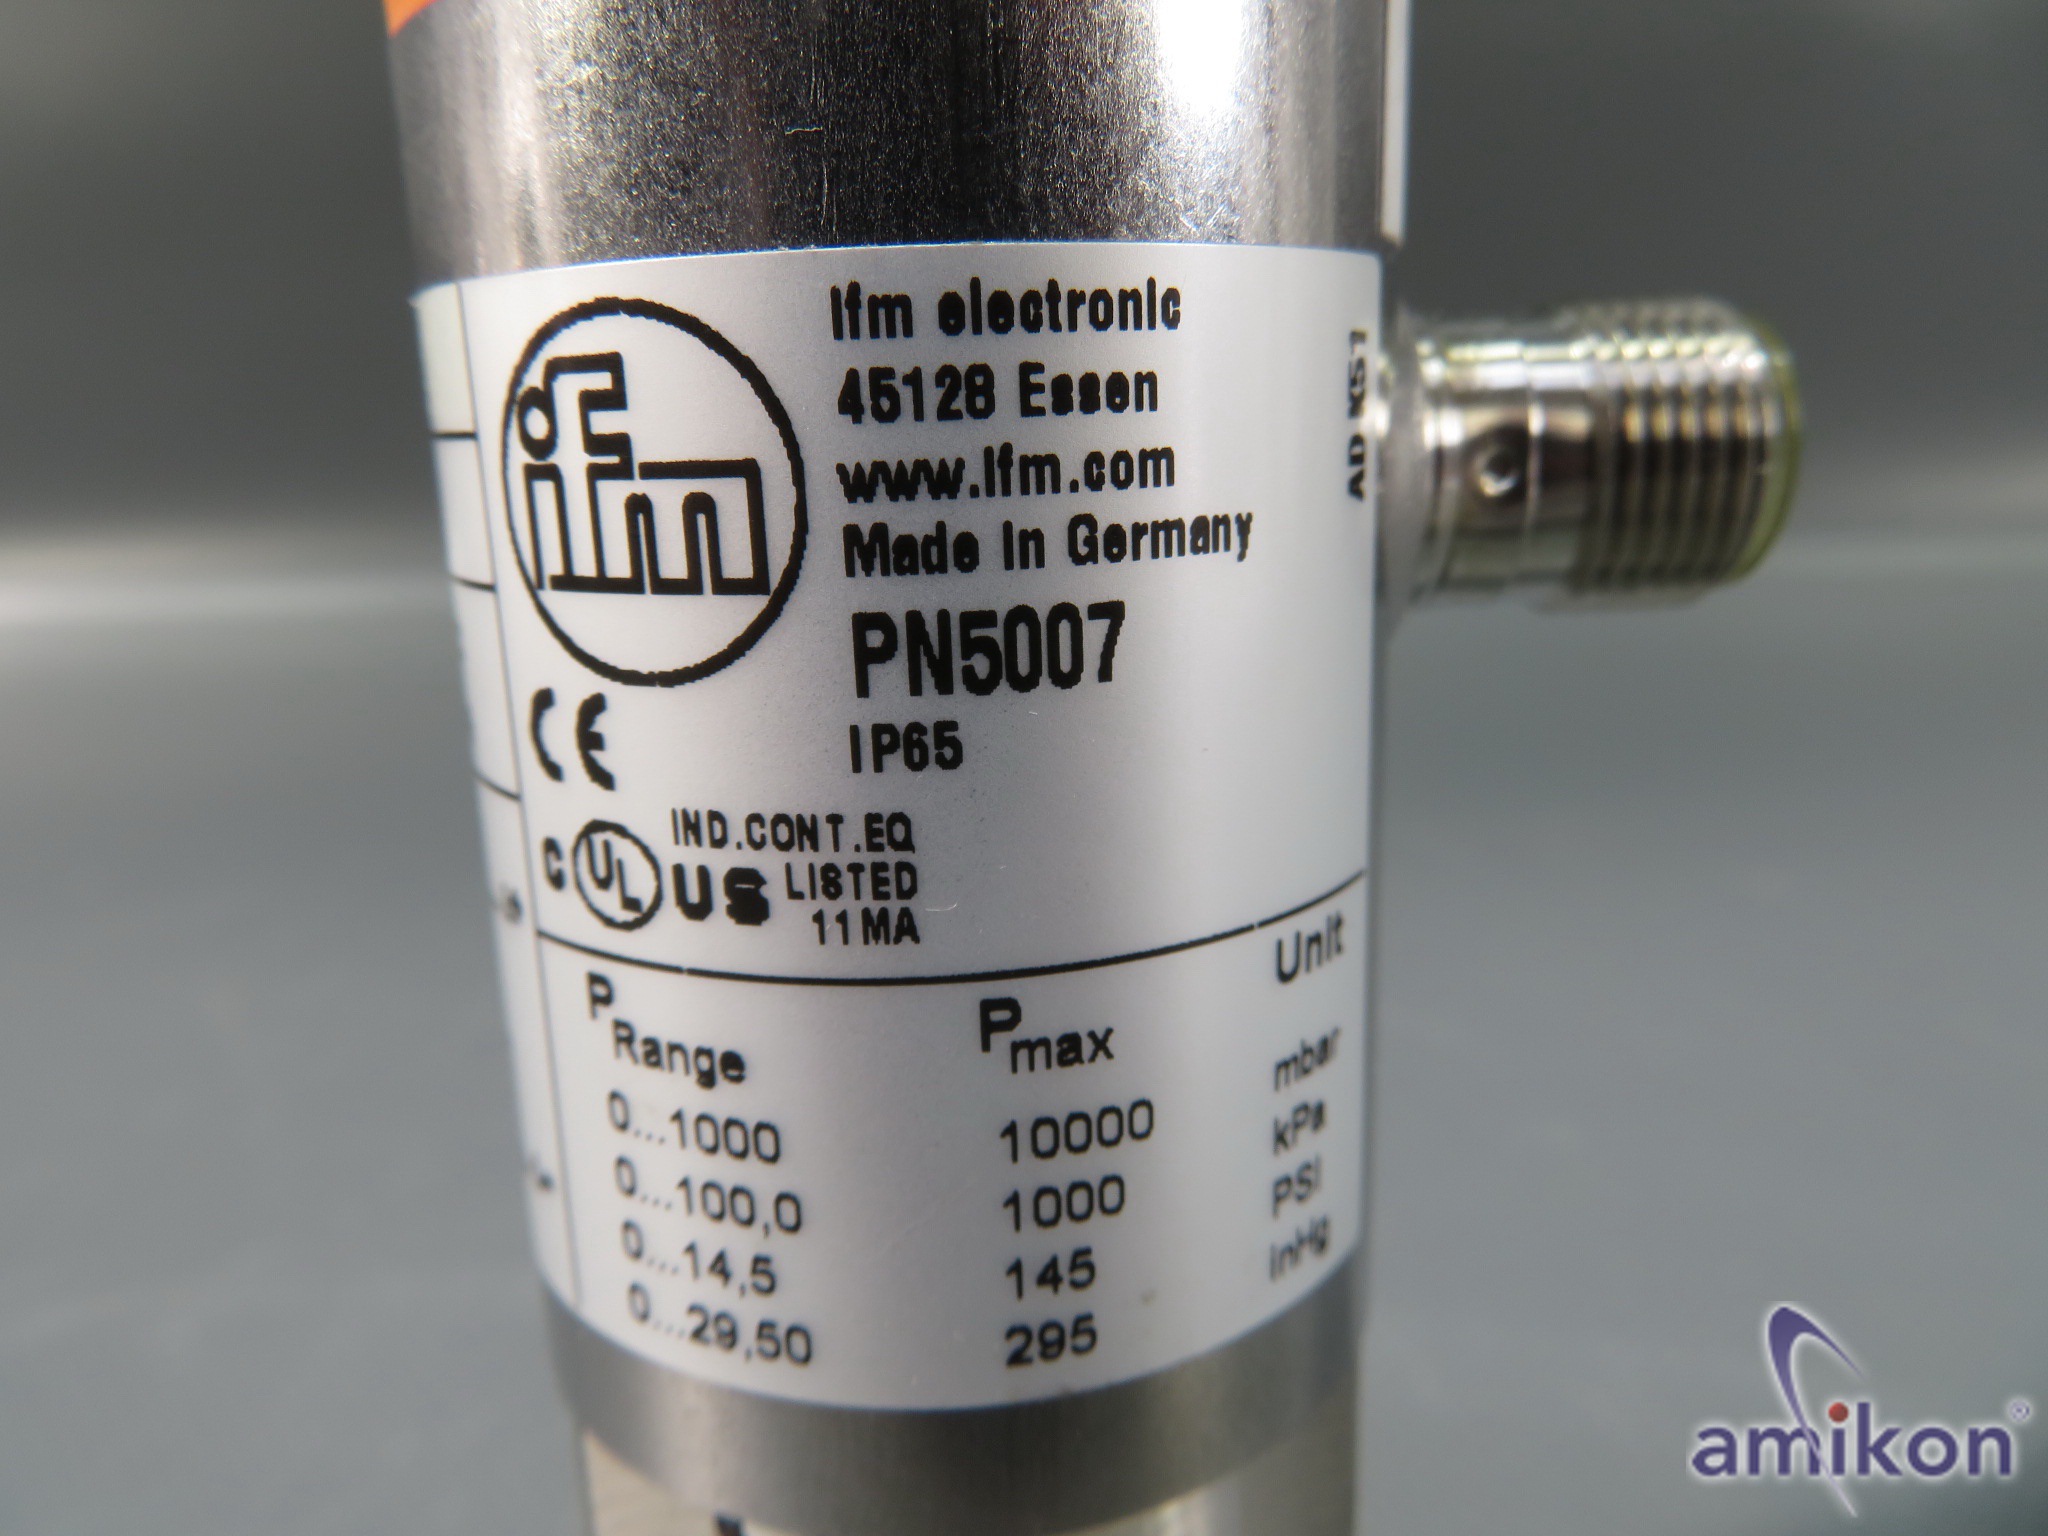 ifm
ifm electronic
45128 Essen
www.ifm.com
Made in Germany
PN5007
IP65
CE
C UL US IND.CONT.EQ
LISTED
11MA
PRange Pmax Unit
0...1000 10000 mbar
0...100,0 1000 kPa
0...14,5 145 PSI
0...29,50 295 inHg
amikon®